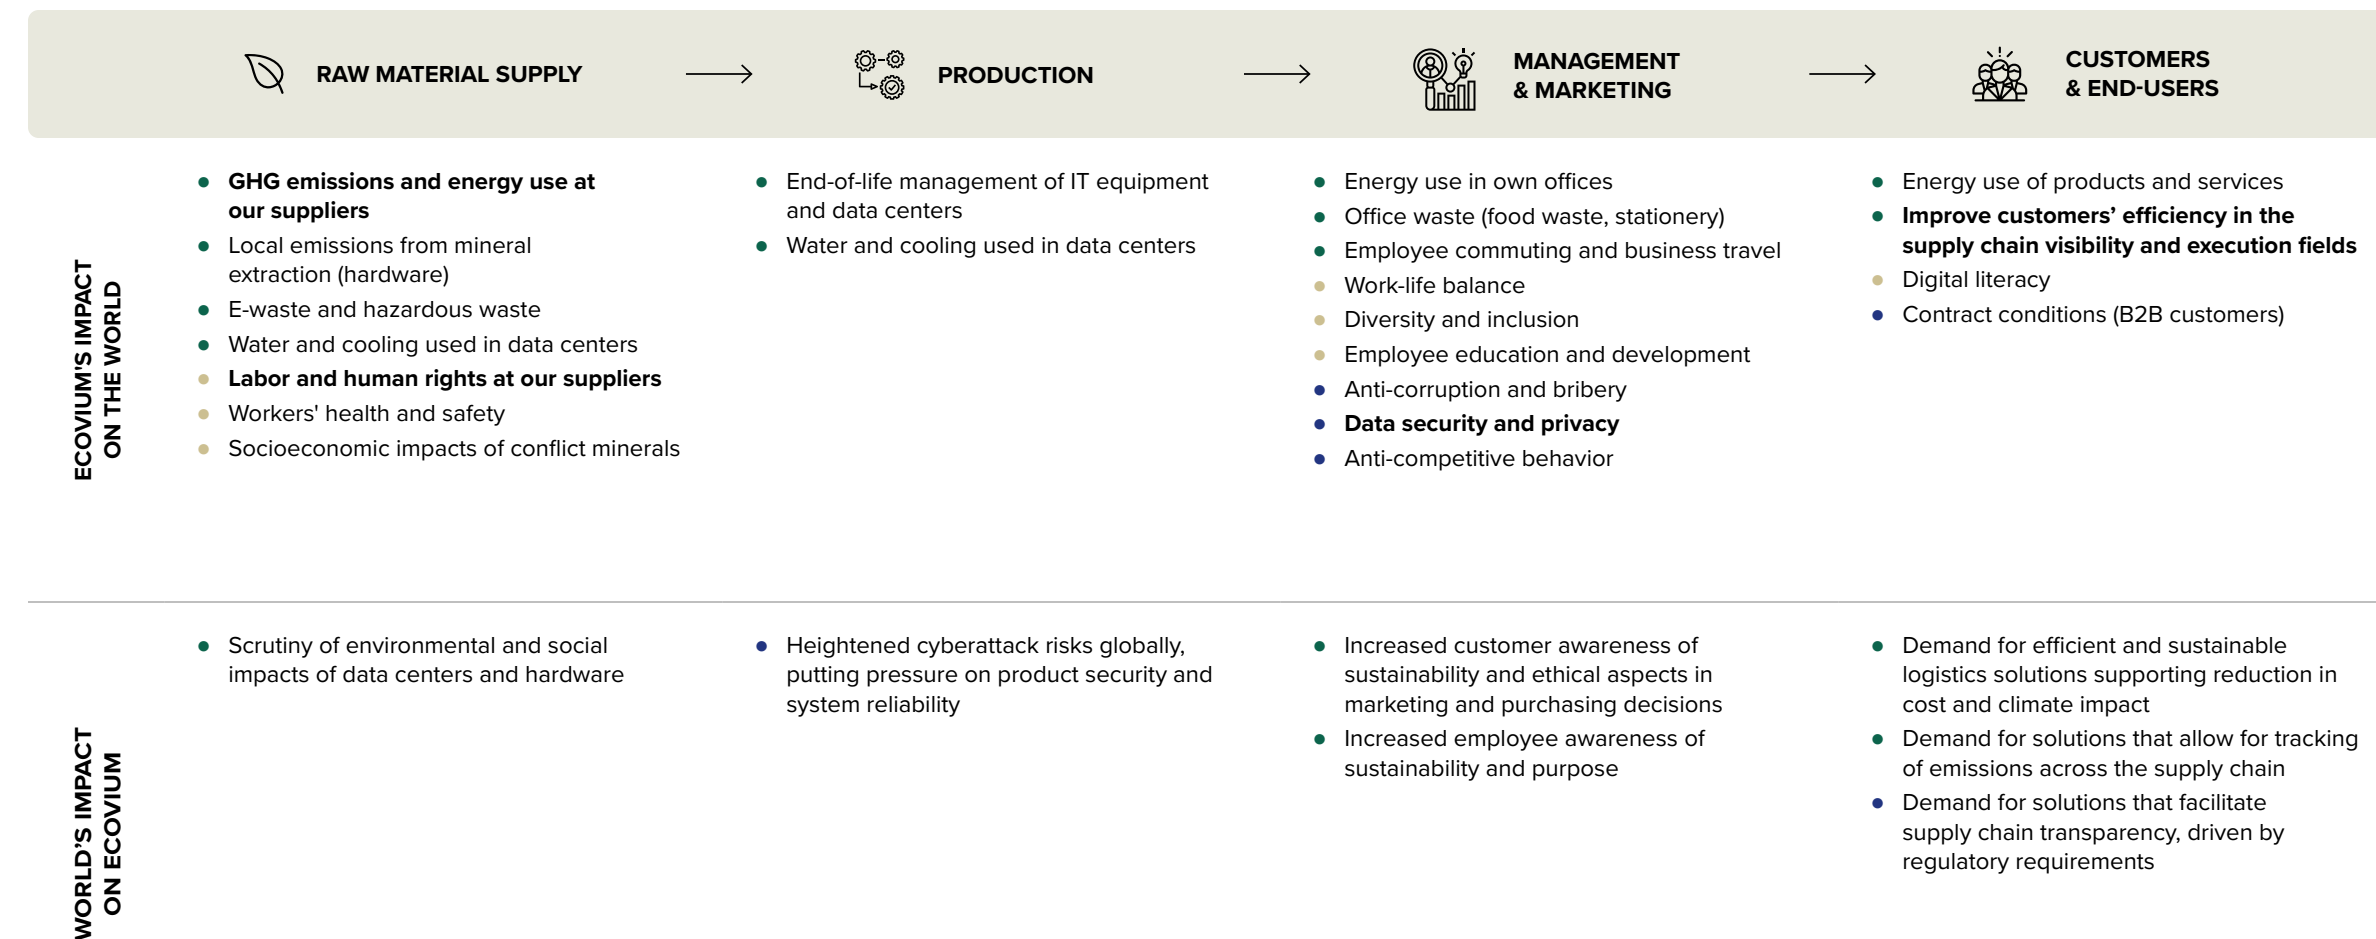 RAW MATERIAL SUPPLY
PRODUCTION
MANAGEMENT
& MARKETING
CUSTOMERS
& END-USERS
ECOVIUM'S IMPACT
ON THE WORLD
GHG emissions and energy use at
our suppliers
Local emissions from mineral
extraction (hardware)
E-waste and hazardous waste
Water and cooling used in data centers
Labor and human rights at our suppliers
Workers' health and safety
Socioeconomic impacts of conflict minerals
End-of-life management of IT equipment
and data centers
Water and cooling used in data centers
Energy use in own offices
Office waste (food waste, stationery)
Employee commuting and business travel
Work-life balance
Diversity and inclusion
Employee education and development
Anti-corruption and bribery
Data security and privacy
Anti-competitive behavior
Energy use of products and services
Improve customers’ efficiency in the
supply chain visibility and execution fields
Digital literacy
Contract conditions (B2B customers)
WORLD’S IMPACT
ON ECOVIUM
Scrutiny of environmental and social
impacts of data centers and hardware
Heightened cyberattack risks globally,
putting pressure on product security and
system reliability
Increased customer awareness of
sustainability and ethical aspects in
marketing and purchasing decisions
Increased employee awareness of
sustainability and purpose
Demand for efficient and sustainable
logistics solutions supporting reduction in
cost and climate impact
Demand for solutions that allow for tracking
of emissions across the supply chain
Demand for solutions that facilitate
supply chain transparency, driven by
regulatory requirements